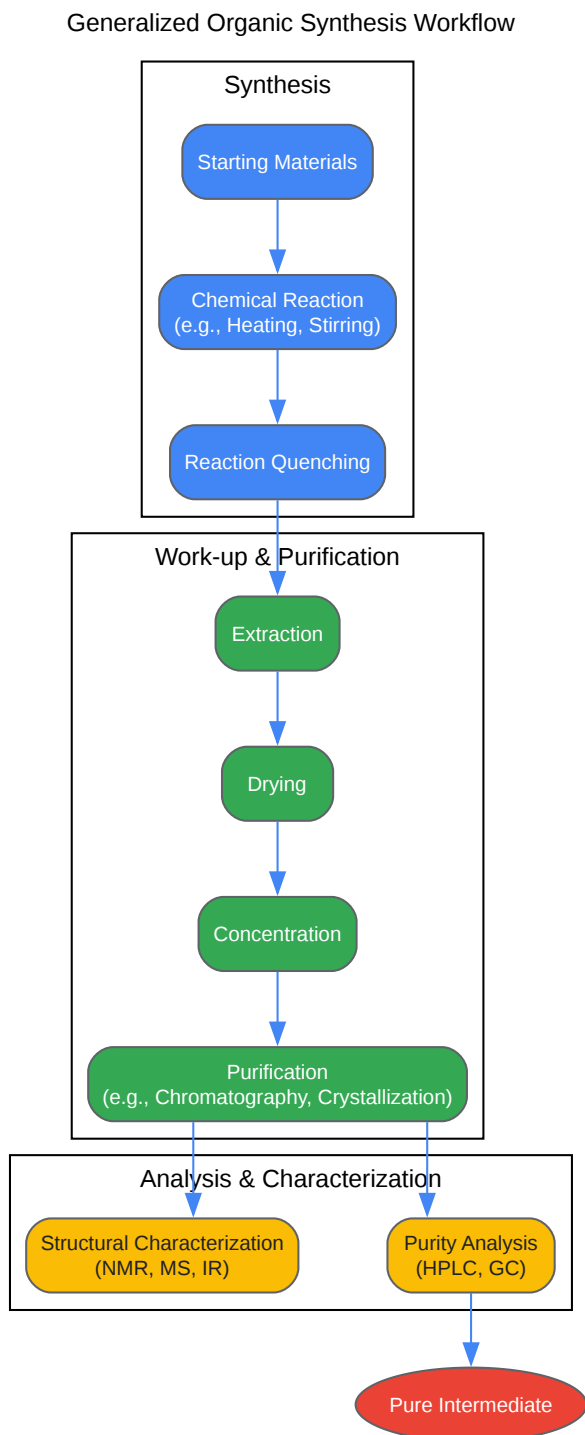 Generalized Organic Synthesis Workflow
Synthesis
Starting Materials
Chemical Reaction
(e.g., Heating, Stirring)
Reaction Quenching
Work-up & Purification
Extraction
Drying
Concentration
Purification
(e.g., Chromatography, Crystallization)
Analysis & Characterization
Structural Characterization
(NMR, MS, IR)
Purity Analysis
(HPLC, GC)
Pure Intermediate